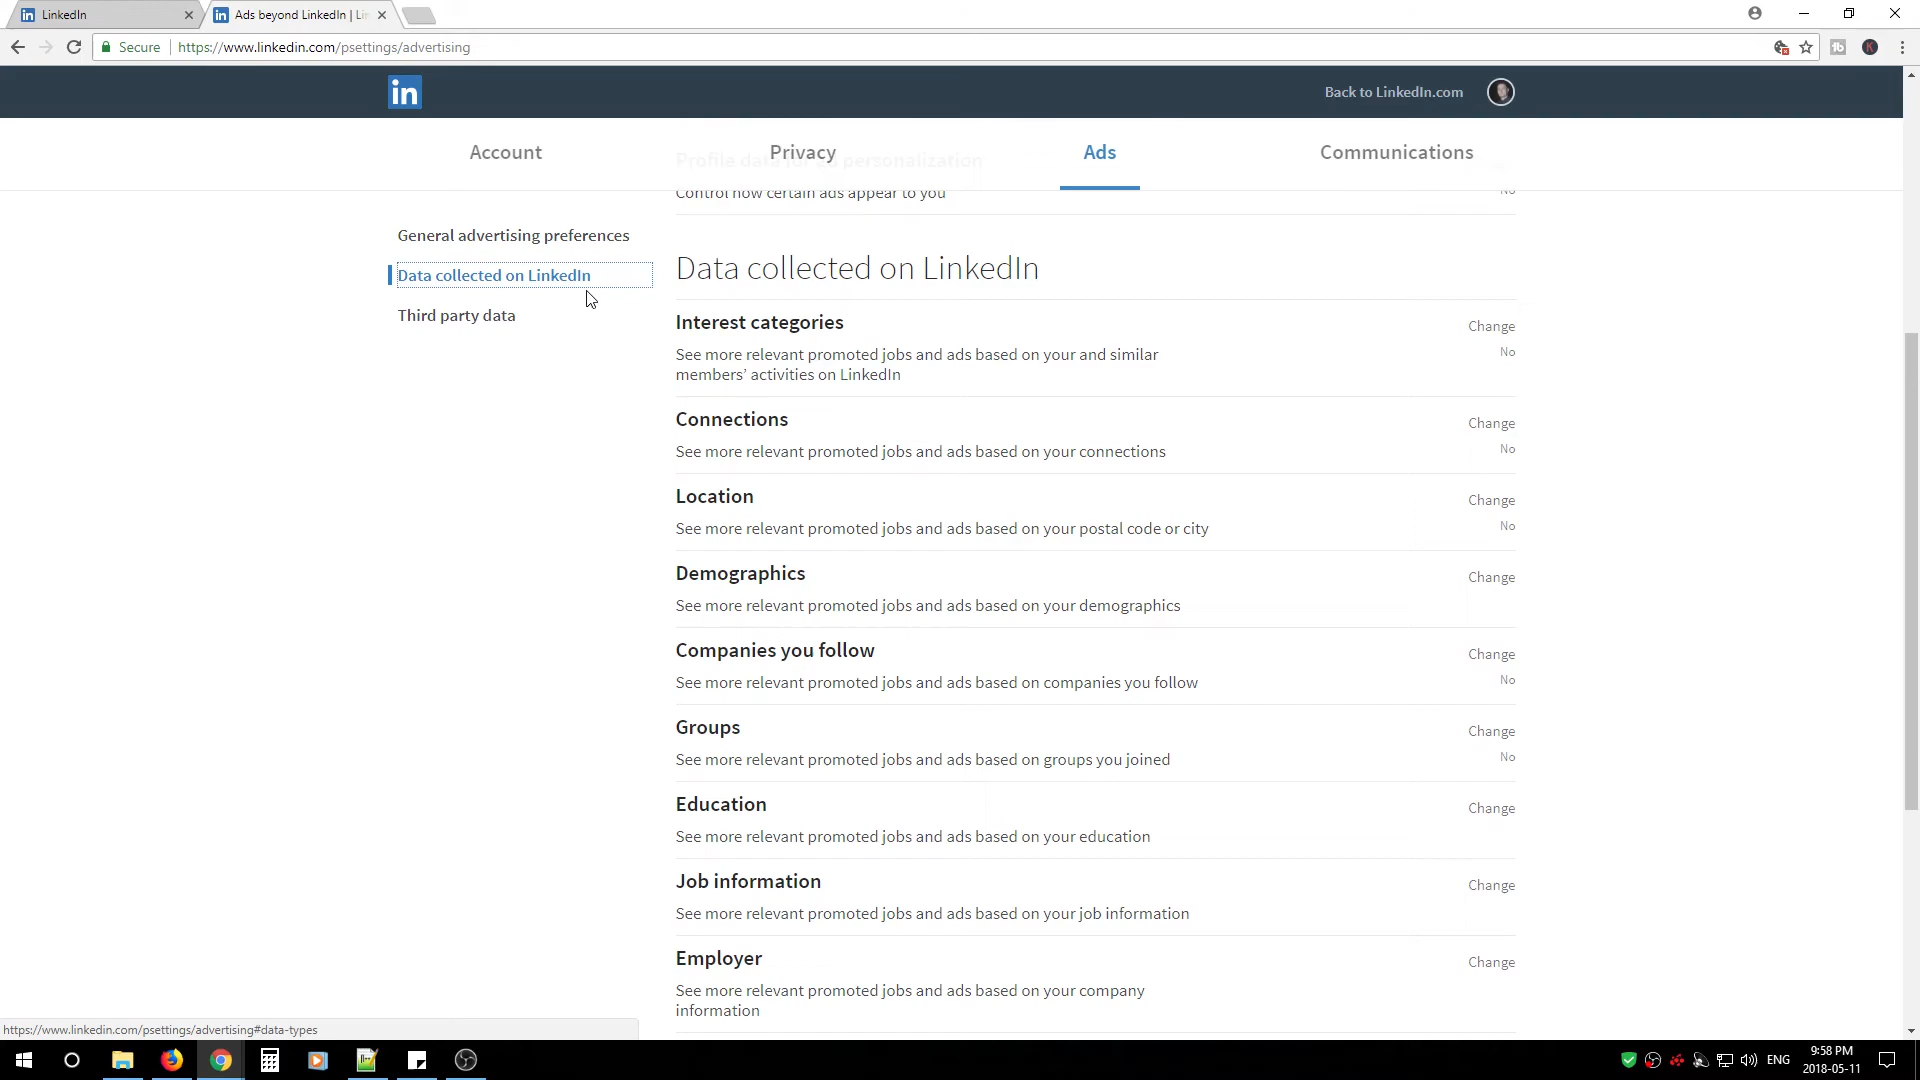 LinkedIn
Ads beyond LinkedIn | Li
Secure
https://www.linkedin.com/psettings/advertising
in
Back to LinkedIn.com
Account
Privacy
Ads
Communications
Profile data for ad personalization
Control how certain ads appear to you
No
General advertising preferences
Data collected on LinkedIn
Third party data
Data collected on LinkedIn
Interest categories
Change
See more relevant promoted jobs and ads based on your and similar
members’ activities on LinkedIn
No
Connections
Change
See more relevant promoted jobs and ads based on your connections
No
Location
Change
See more relevant promoted jobs and ads based on your postal code or city
No
Demographics
Change
See more relevant promoted jobs and ads based on your demographics
Companies you follow
Change
See more relevant promoted jobs and ads based on companies you follow
No
Groups
Change
See more relevant promoted jobs and ads based on groups you joined
No
Education
Change
See more relevant promoted jobs and ads based on your education
Job information
Change
See more relevant promoted jobs and ads based on your job information
Employer
Change
See more relevant promoted jobs and ads based on your company
information
https://www.linkedin.com/psettings/advertising#data-types
ENG
9:58 PM
2018-05-11